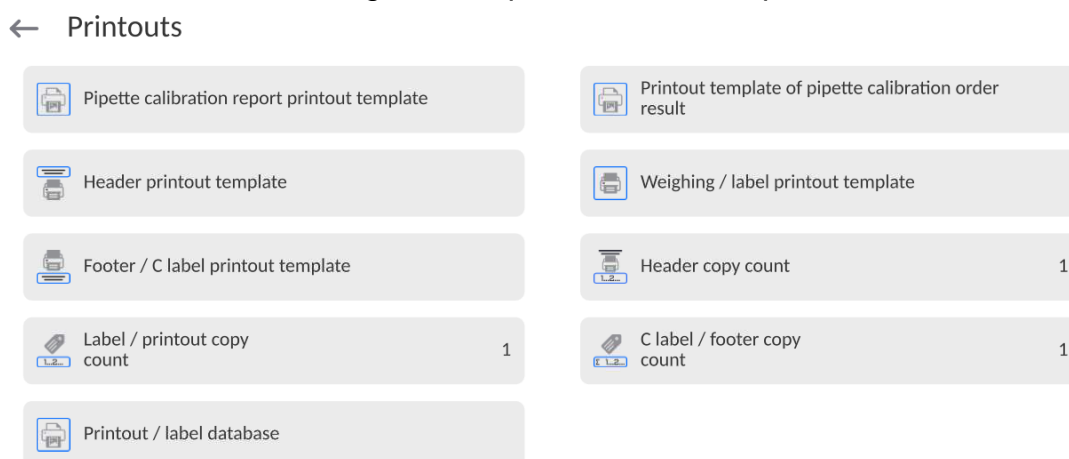 Printouts
Pipette calibration report printout template
Printout template of pipette calibration order
result
Header printout template
Weighing / label printout template
Footer / C label printout template
Header copy count
1
Label / printout copy
count
1
C label / footer copy
count
1
Printout / label database